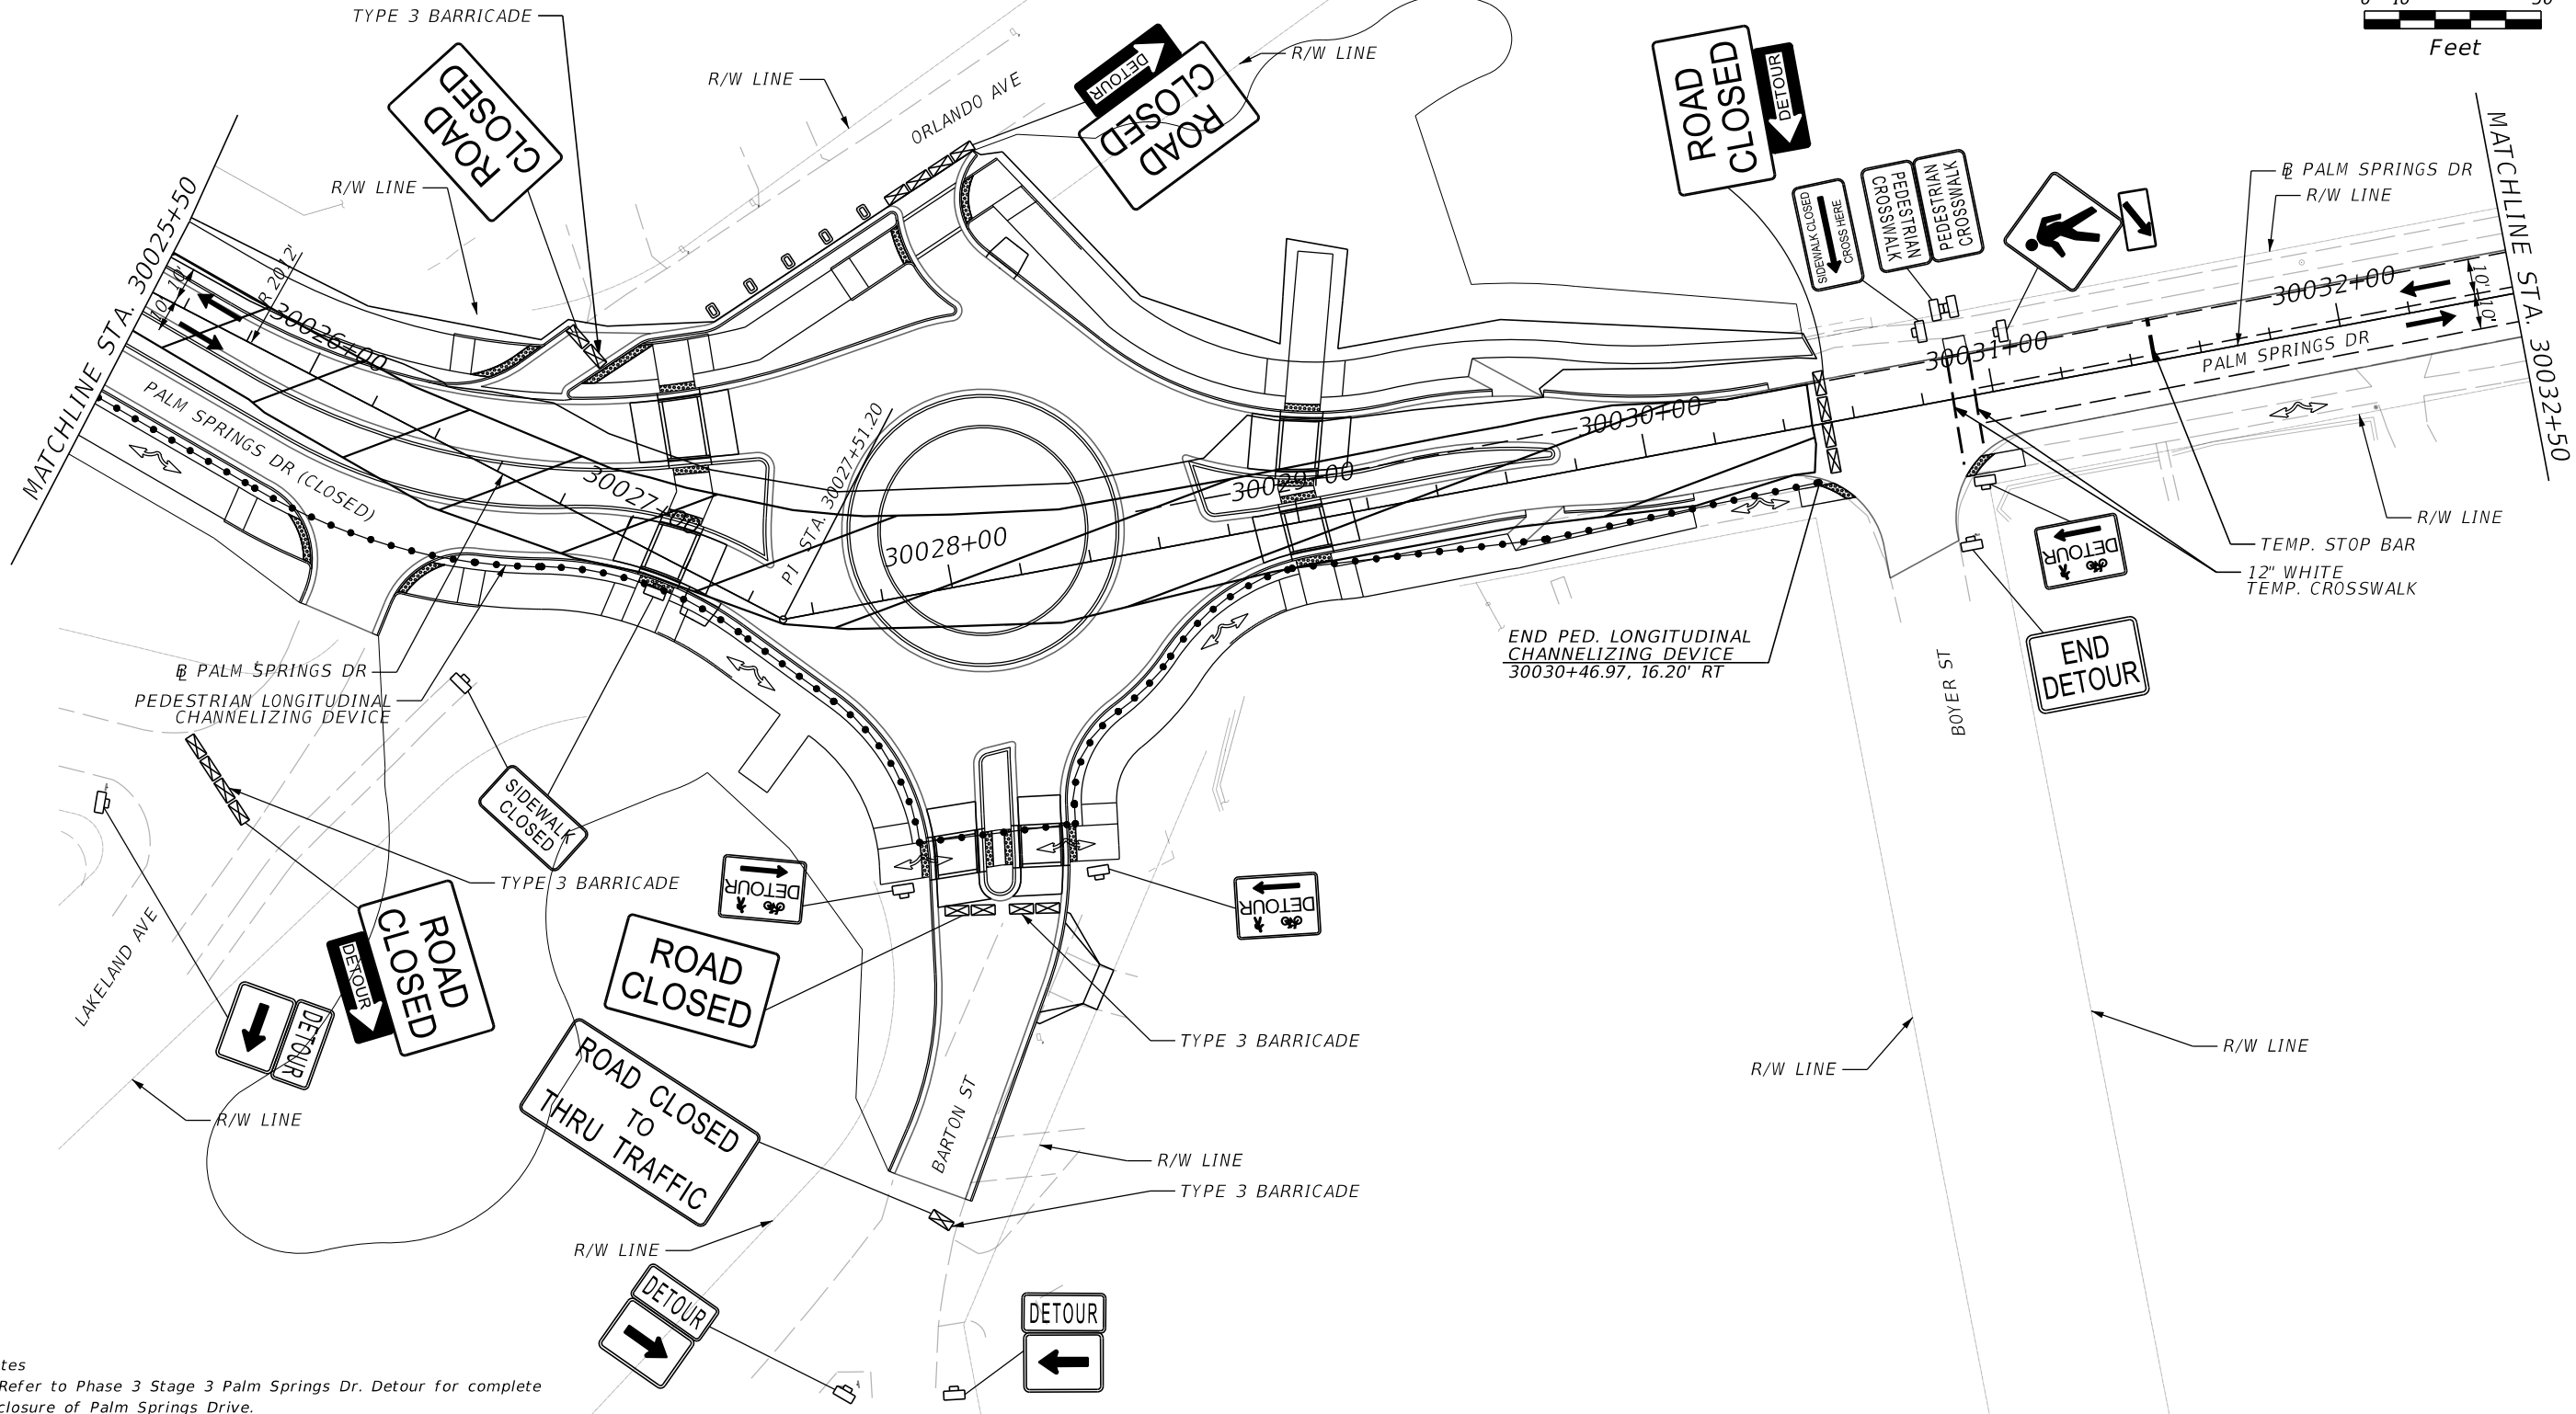 TYPE 3 BARRICADE
ROAD
CLOSED
R/W LINE
ORLANDO AVE
DETOUR
ROAD
CLOSED
R/W LINE
ROAD
CLOSED
DETOUR
Feet
MATCHLINE STA. 30025+50
R/W LINE
10'
10'
R 2012'
30026+00
SIDEWALK CLOSED
CROSS HERE
PEDESTRIAN
CROSSWALK
PEDESTRIAN
CROSSWALK
BL PALM SPRINGS DR
R/W LINE
MATCHLINE STA. 30032+50
30032+00
10'
10'
30031+00
PALM SPRINGS DR
PALM SPRINGS DR (CLOSED)
PI STA. 30027+51.20
30030+00
30029+00
30028+00
R/W LINE
DETOUR
TEMP. STOP BAR
12" WHITE
TEMP. CROSSWALK
END PED. LONGITUDINAL
CHANNELIZING DEVICE
30030+46.97, 16.20' RT
END
DETOUR
BOYER ST
BL PALM SPRINGS DR
PEDESTRIAN LONGITUDINAL
CHANNELIZING DEVICE
SIDEWALK
CLOSED
TYPE 3 BARRICADE
DETOUR
DETOUR
ROAD
CLOSED
DETOUR
ROAD
CLOSED
LAKELAND AVE
DETOUR
TYPE 3 BARRICADE
R/W LINE
R/W LINE
R/W LINE
ROAD CLOSED
TO
THRU TRAFFIC
BARTON ST
R/W LINE
TYPE 3 BARRICADE
R/W LINE
DETOUR
DETOUR
tes
Refer to Phase 3 Stage 3 Palm Springs Dr. Detour for complete
closure of Palm Springs Drive.